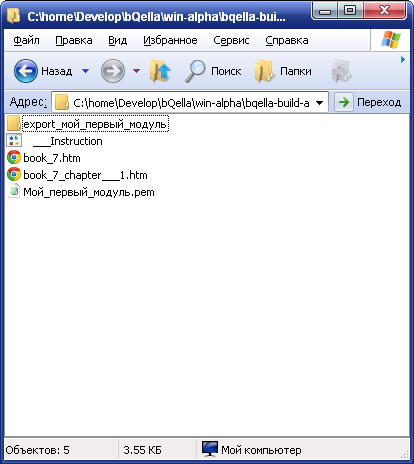 C:\home\Develop\bQella\win-alpha\bqella-bui...
Файл Правка Вид Избранное Сервис Справка
Назад Поиск Папки
Адрес: C:\home\Develop\bQella\win-alpha\bqella-build-a Переход
export_мой_первый_модуль
___Instruction
book_7.htm
book_7_chapter___1.htm
Мой_первый_модуль.pem
Объектов: 5 3.55 КБ Мой компьютер